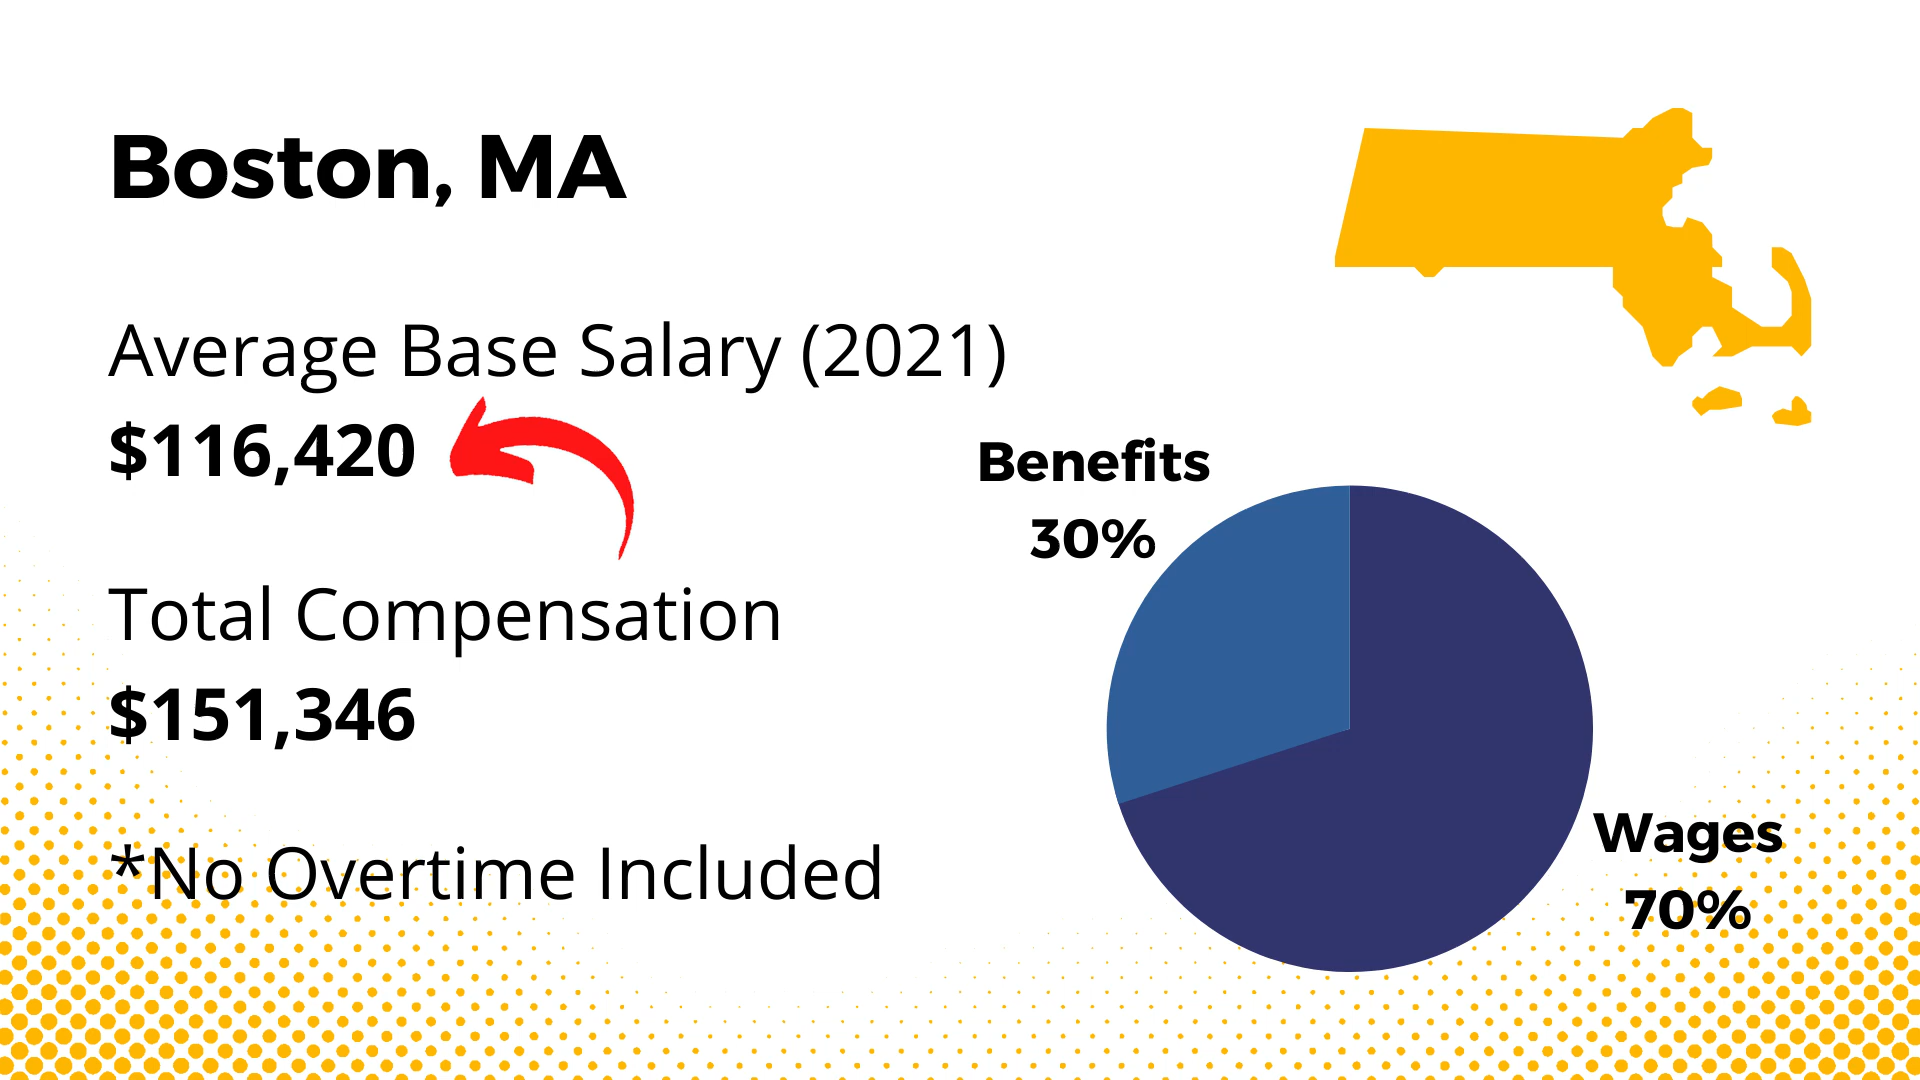 Boston, MA
Average Base Salary (2021)
$116,420
Total Compensation
$151,346
*No Overtime Included
Benefits
30%
Wages
70%